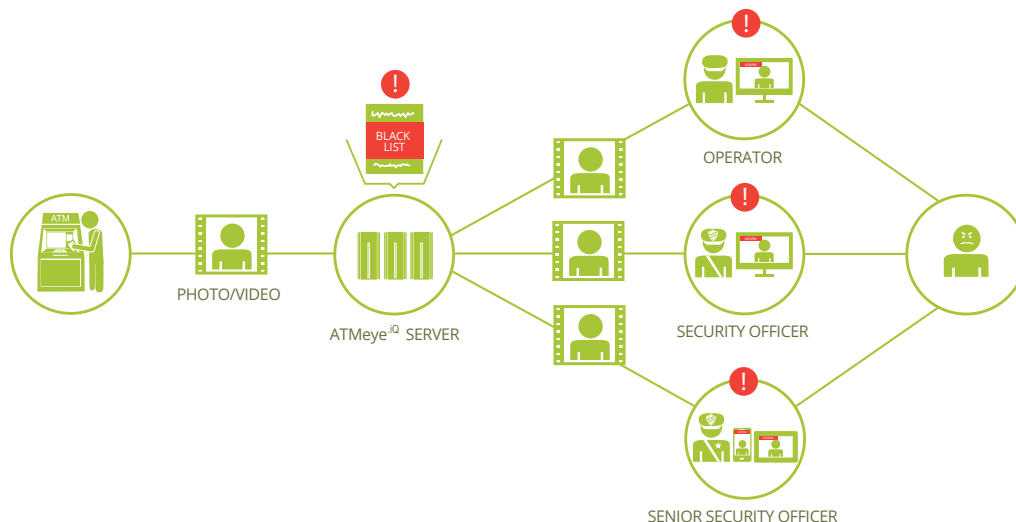 ATM
PHOTO/VIDEO
!
BLACK
LIST
ATMeye.iQ SERVER
!
OPERATOR
!
SECURITY OFFICER
!
SENIOR SECURITY OFFICER